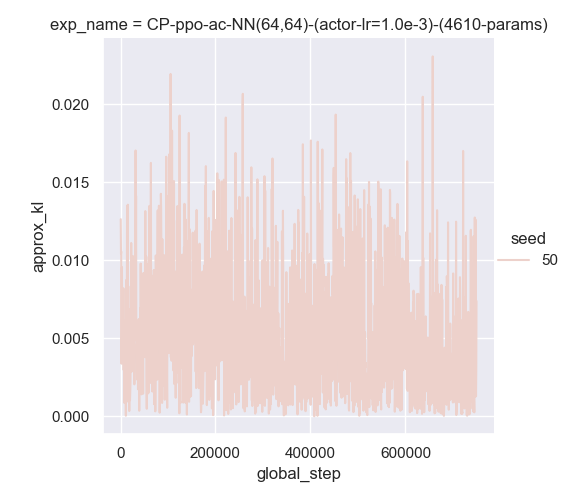 exp_name = CP-ppo-ac-NN(64,64)-(actor-lr=1.0e-3)-(4610-params)
0.020
0.015
0.010
0.005
0.000
approx_kl
0 200000 400000 600000
global_step
seed
50